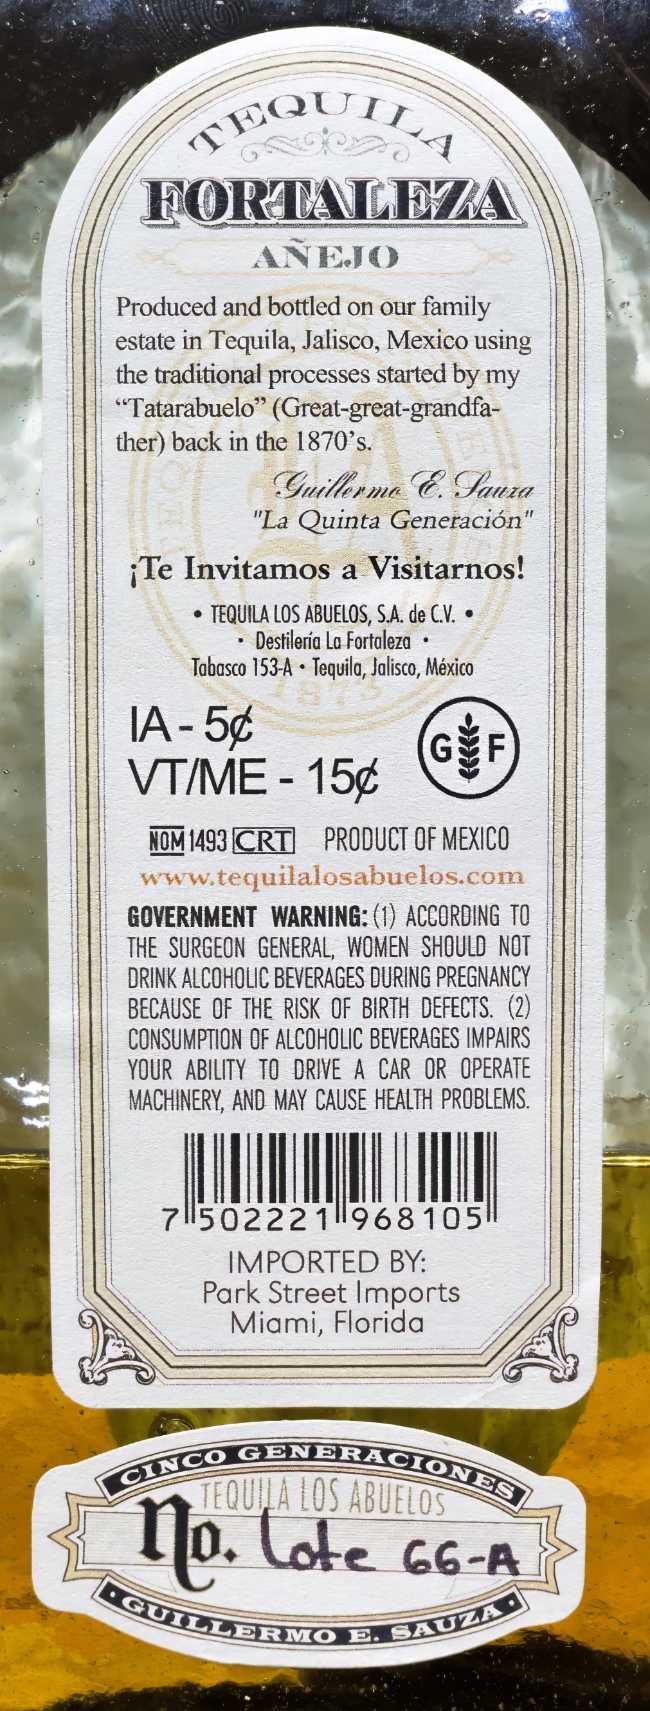 TEQUILA
FORTALEZA
AÑEJO
Produced and bottled on our family
estate in Tequila, Jalisco, Mexico using
the traditional processes started by my
“Tatarabuelo” (Great-great-grandfa-
ther) back in the 1870’s.
Guillermo E. Sauza
"La Quinta Generación"
¡Te Invitamos a Visitarnos!
• TEQUILA LOS ABUELOS, S.A. de C.V. •
• Destilería La Fortaleza •
Tabasco 153-A • Tequila, Jalisco, México
1873
IA - 5¢
VT/ME - 15¢
G F
NOM 1493 CRT PRODUCT OF MEXICO
www.tequilalosabuelos.com
GOVERNMENT WARNING: (1) ACCORDING TO
THE SURGEON GENERAL, WOMEN SHOULD NOT
DRINK ALCOHOLIC BEVERAGES DURING PREGNANCY
BECAUSE OF THE RISK OF BIRTH DEFECTS. (2)
CONSUMPTION OF ALCOHOLIC BEVERAGES IMPAIRS
YOUR ABILITY TO DRIVE A CAR OR OPERATE
MACHINERY, AND MAY CAUSE HEALTH PROBLEMS.
7 502221 968105
IMPORTED BY:
Park Street Imports
Miami, Florida
CINCO GENERACIONES
TEQUILA LOS ABUELOS
No. Lote 66-A
• GUILLERMO E. SAUZA •